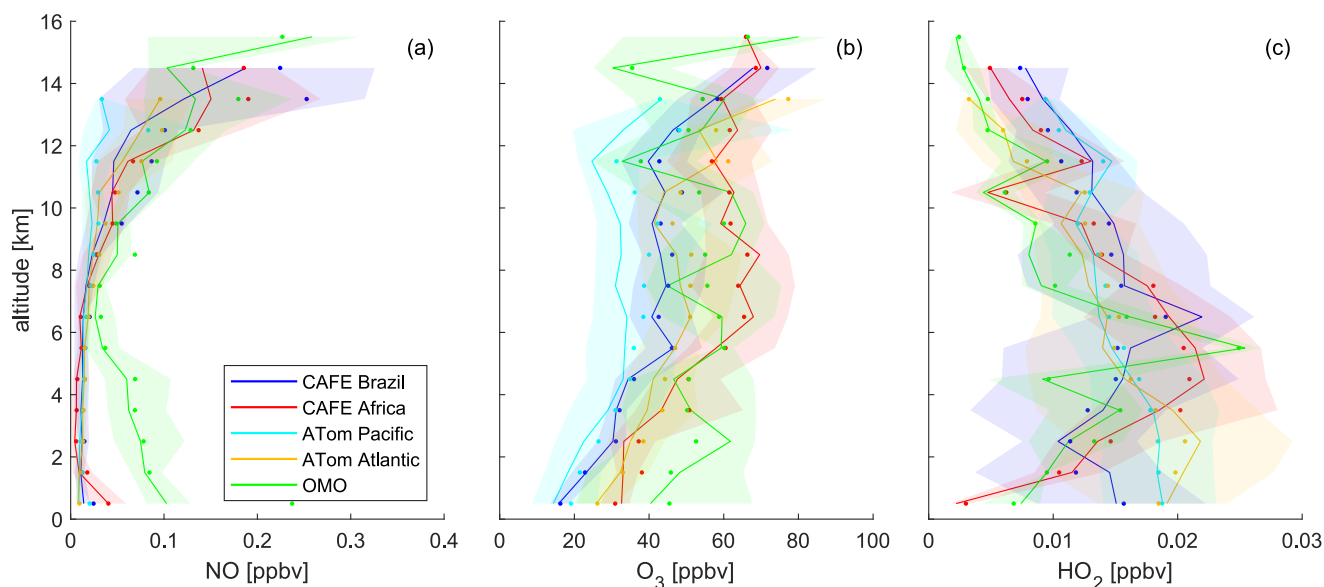 (a)
(b)
(c)
altitude [km]
16
14
12
10
8
6
4
2
0
CAFE Brazil
CAFE Africa
ATom Pacific
ATom Atlantic
OMO
0 0.1 0.2 0.3 0.4
20 40 60 80 100
0 0.01 0.02 0.03
NO [ppbv]
O₃ [ppbv]
HO₂ [ppbv]